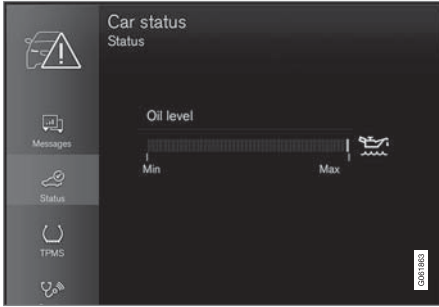 Car status
Status
Messages
Status
TPMS
Oil level
Min Max
G061863